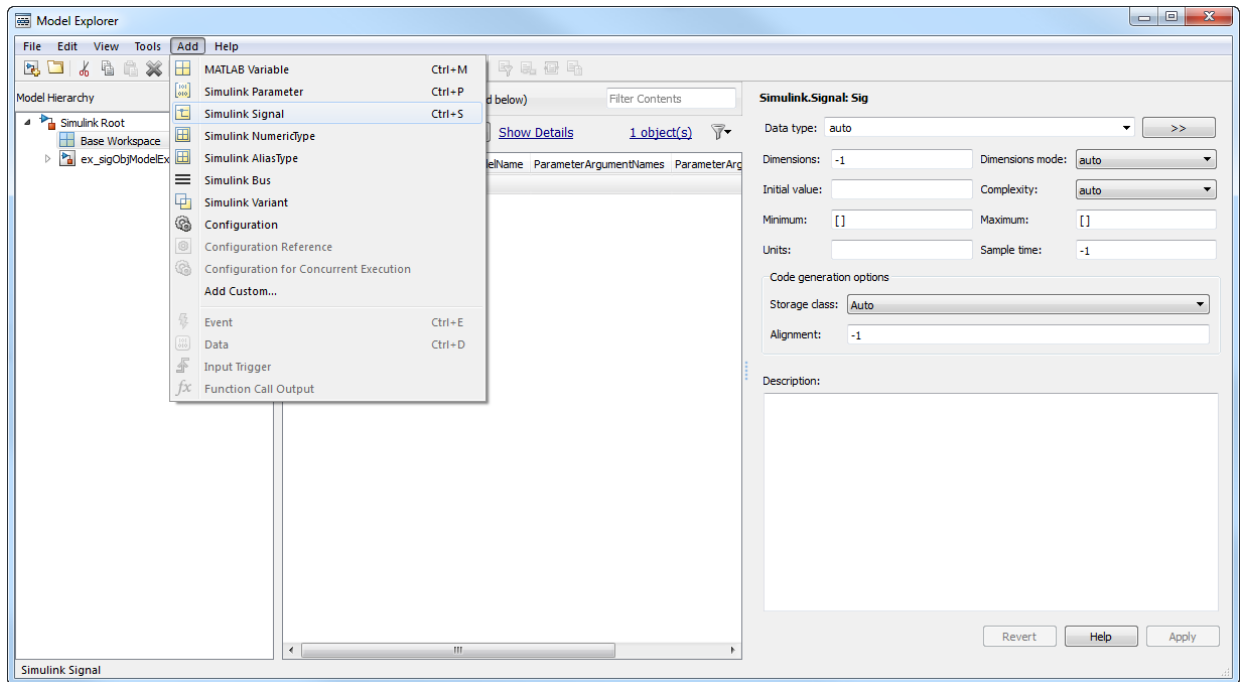 Model Explorer
File Edit View Tools Add Help
MATLAB Variable Ctrl+M
Simulink Parameter Ctrl+P
Simulink Signal Ctrl+S
Simulink NumericType
Simulink AliasType
Simulink Bus
Simulink Variant
Configuration
Configuration Reference
Configuration for Concurrent Execution
Add Custom...
Event Ctrl+E
Data Ctrl+D
Input Trigger
fx Function Call Output
Model Hierarchy
Simulink Root
Base Workspace
ex_sigObjModelEx
d below) Filter Contents
Show Details 1 object(s)
elName ParameterArgumentNames ParameterArg
Simulink.Signal: Sig
Data type: auto >>
Dimensions: -1 Dimensions mode: auto
Initial value: Complexity: auto
Minimum: [] Maximum: []
Units: Sample time: -1
Code generation options
Storage class: Auto
Alignment: -1
Description:
Revert Help Apply
Simulink Signal